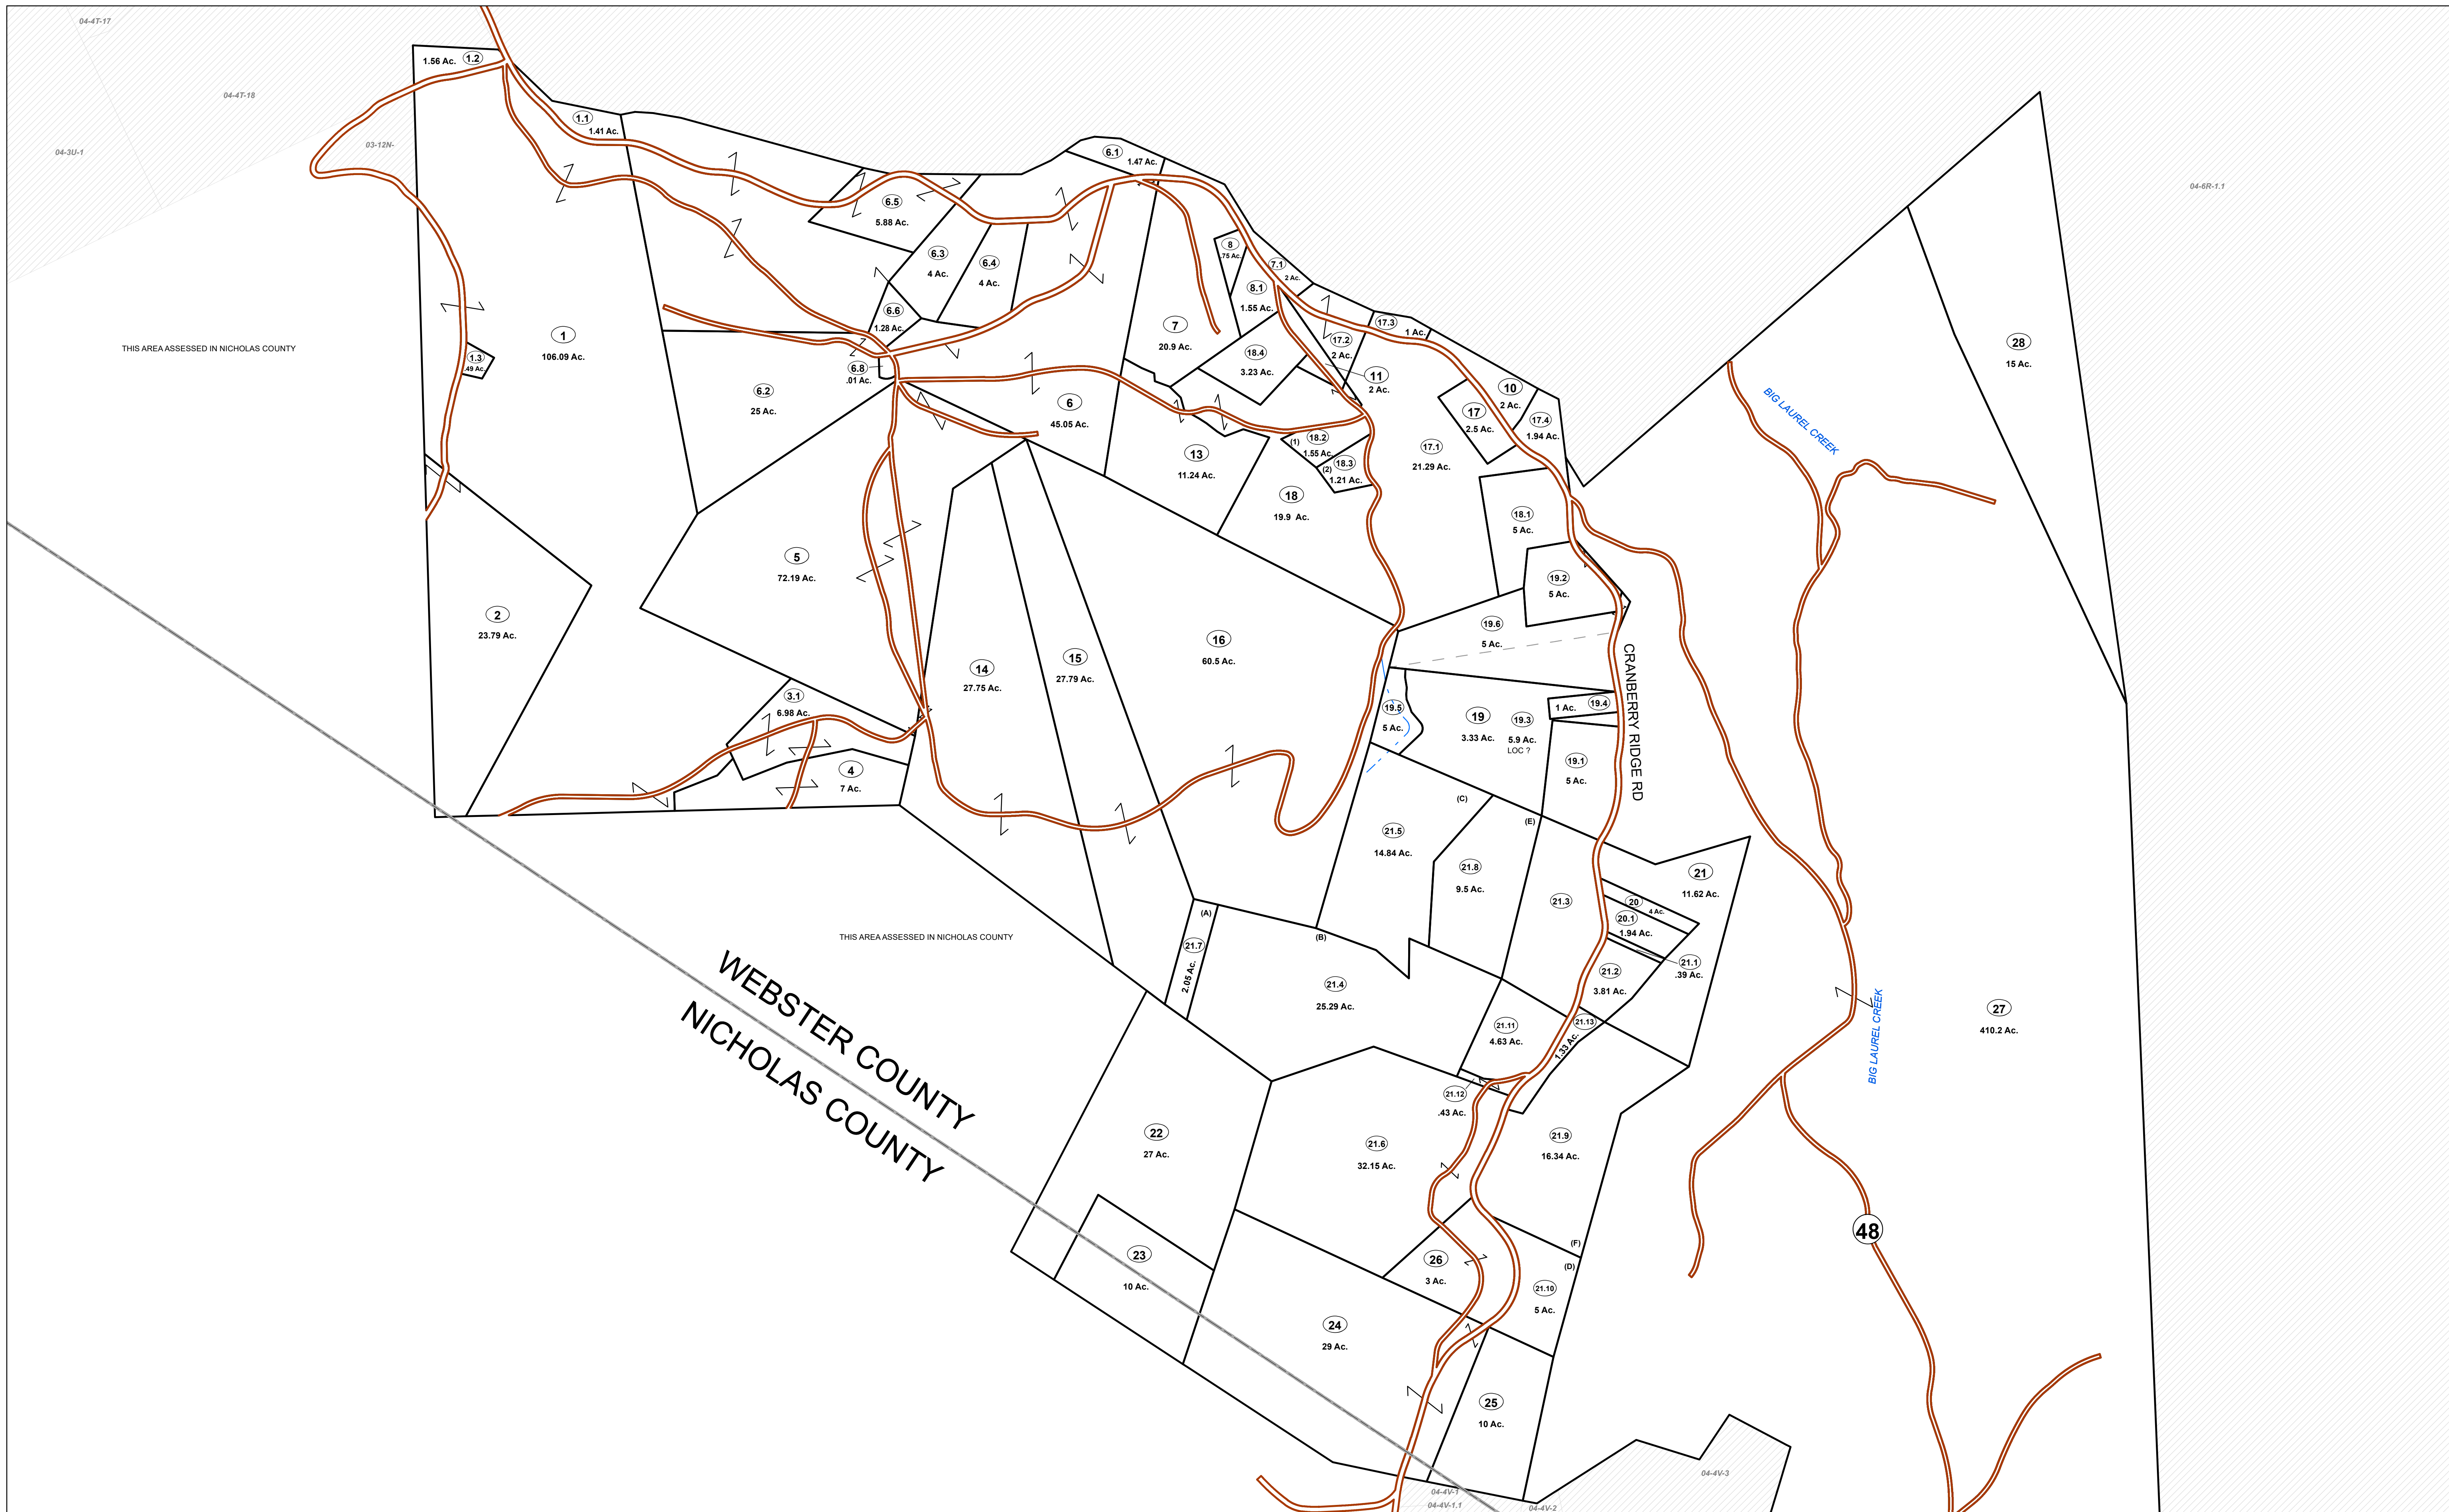 04-4T-17
1.56 Ac. 1.2
04-4T-18
03-12N-
04-3U-1
1.1
1.41 Ac.
6.1
1.47 Ac.
04-6R-1.1
6.5
5.88 Ac.
6.3
4 Ac.
6.4
4 Ac.
8
.75 Ac.
7.1
2 Ac.
8.1
1.55 Ac.
6.6
1.28 Ac.
7
20.9 Ac.
17.3
1 Ac.
17.2
2 Ac.
THIS AREA ASSESSED IN NICHOLAS COUNTY
1
106.09 Ac.
1.3
.49 Ac.
6.8
.01 Ac.
18.4
3.23 Ac.
11
2 Ac.
28
15 Ac.
6.2
25 Ac.
6
45.05 Ac.
10
2 Ac.
17
2.5 Ac.
17.4
1.94 Ac.
BIG LAUREL CREEK
13
11.24 Ac.
(1)
18.2
1.55 Ac.
(2)
18.3
1.21 Ac.
17.1
21.29 Ac.
18
19.9 Ac.
18.1
5 Ac.
5
72.19 Ac.
19.2
5 Ac.
2
23.79 Ac.
16
60.5 Ac.
19.6
5 Ac.
14
27.75 Ac.
15
27.79 Ac.
CRANBERRY RIDGE RD
3.1
6.98 Ac.
19.5
5 Ac.
19
3.33 Ac.
19.3
5.9 Ac.
LOC ?
1 Ac. 19.4
19.1
5 Ac.
4
7 Ac.
(C)
(E)
21.5
14.84 Ac.
21.8
9.5 Ac.
21.3
21
11.62 Ac.
20
4 Ac.
20.1
1.94 Ac.
(A)
(B)
THIS AREA ASSESSED IN NICHOLAS COUNTY
21.7
2.05 Ac.
21.4
25.29 Ac.
21.2
3.81 Ac.
21.1
.39 Ac.
WEBSTER COUNTY
NICHOLAS COUNTY
21.11
4.63 Ac.
21.13
1.33 Ac.
27
410.2 Ac.
BIG LAUREL CREEK
21.12
.43 Ac.
22
27 Ac.
21.6
32.15 Ac.
21.9
16.34 Ac.
48
23
10 Ac.
26
3 Ac.
(F)
(D)
21.10
5 Ac.
24
29 Ac.
25
10 Ac.
04-4V-3
04-4V-1
04-4V-1.1
04-4V-2